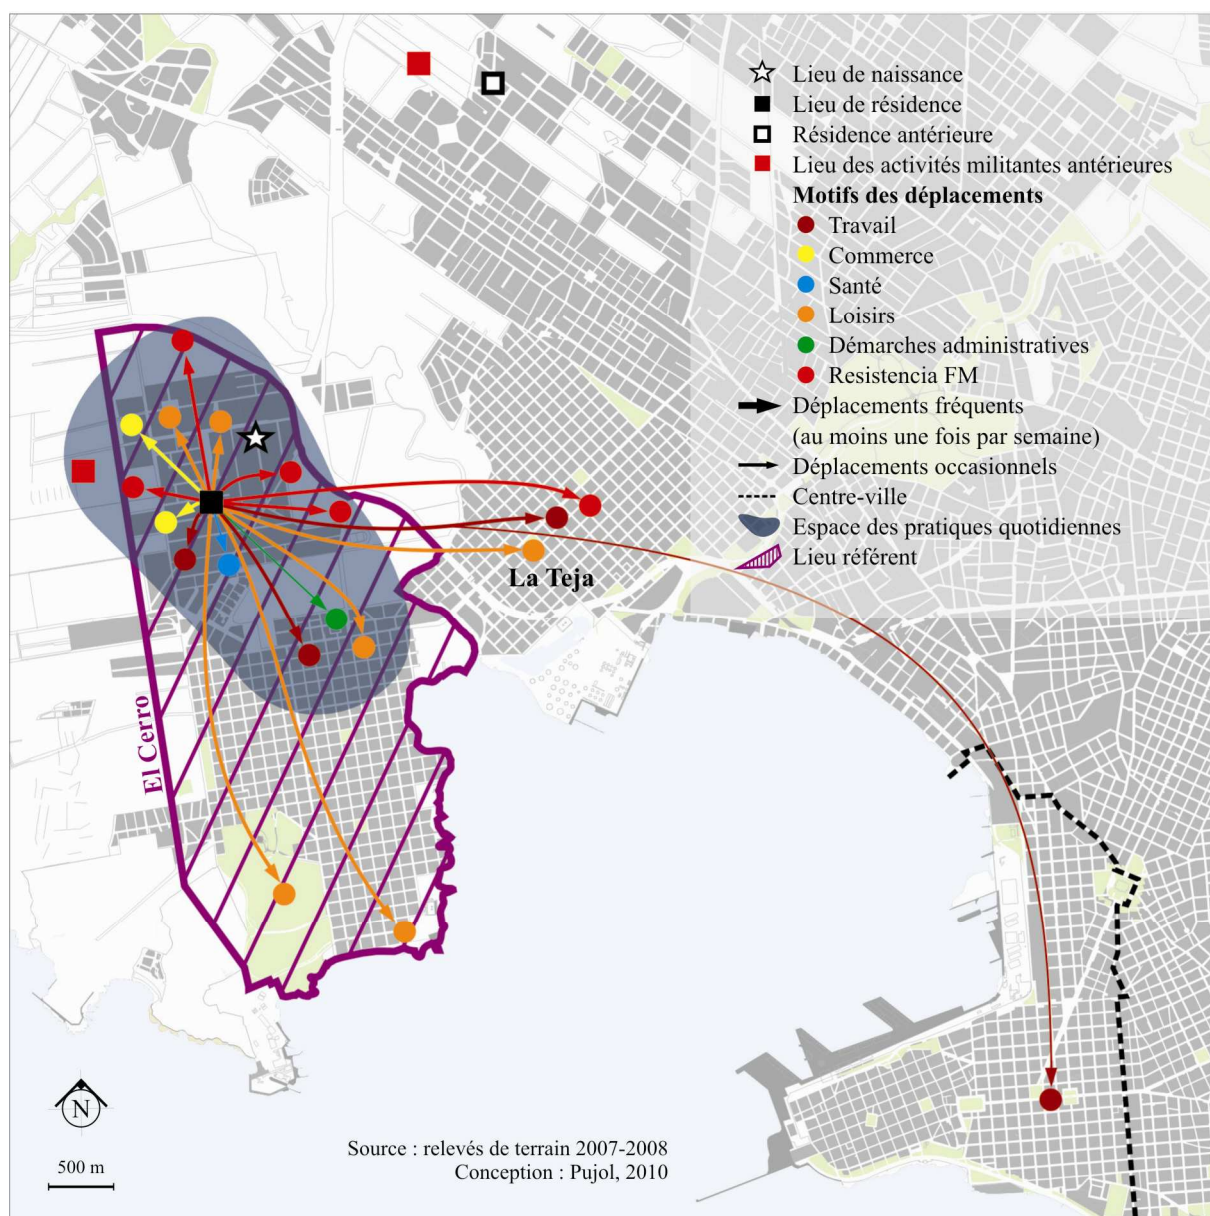 Lieu de naissance
Lieu de résidence
Résidence antérieure
Lieu des activités militantes antérieures
Motifs des déplacements
Travail
Commerce
Santé
Loisirs
Démarches administratives
Resistencia FM
Déplacements fréquents
(au moins une fois par semaine)
Déplacements occasionnels
Centre-ville
Espace des pratiques quotidiennes
Lieu référent
La Teja
El Cerro
N
500 m
Source : relevés de terrain 2007-2008
Conception : Pujol, 2010